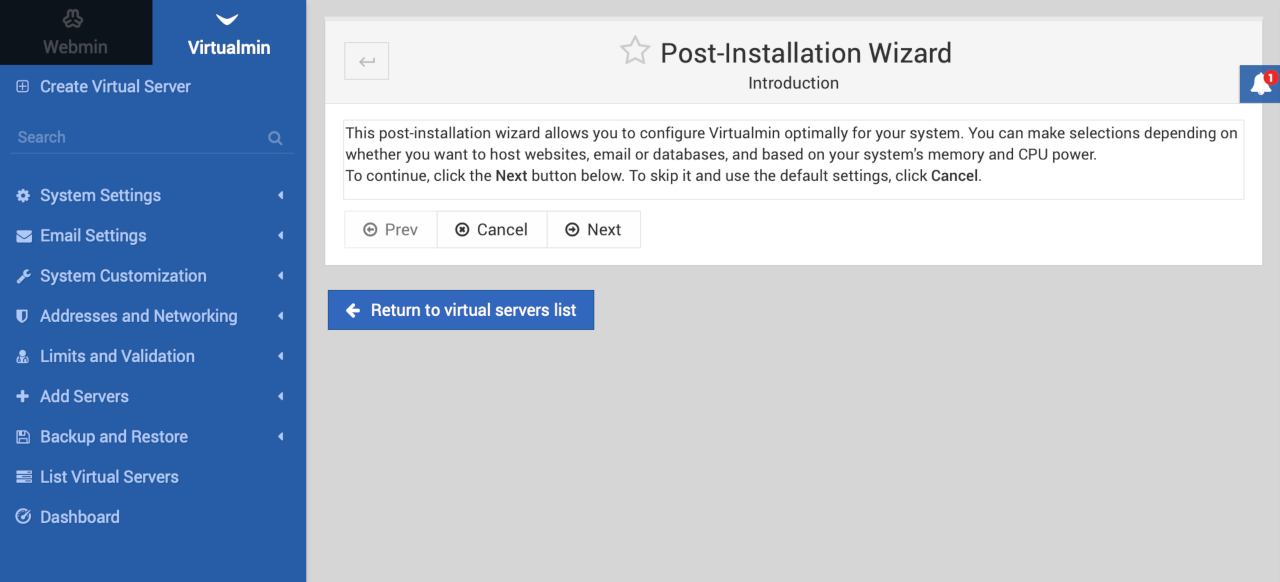 Webmin
Virtualmin
Create Virtual Server
Search
System Settings
Email Settings
System Customization
Addresses and Networking
Limits and Validation
Add Servers
Backup and Restore
List Virtual Servers
Dashboard
Post-Installation Wizard
Introduction
1
This post-installation wizard allows you to configure Virtualmin optimally for your system. You can make selections depending on
whether you want to host websites, email or databases, and based on your system's memory and CPU power.
To continue, click the Next button below. To skip it and use the default settings, click Cancel.
Prev Cancel Next
Return to virtual servers list